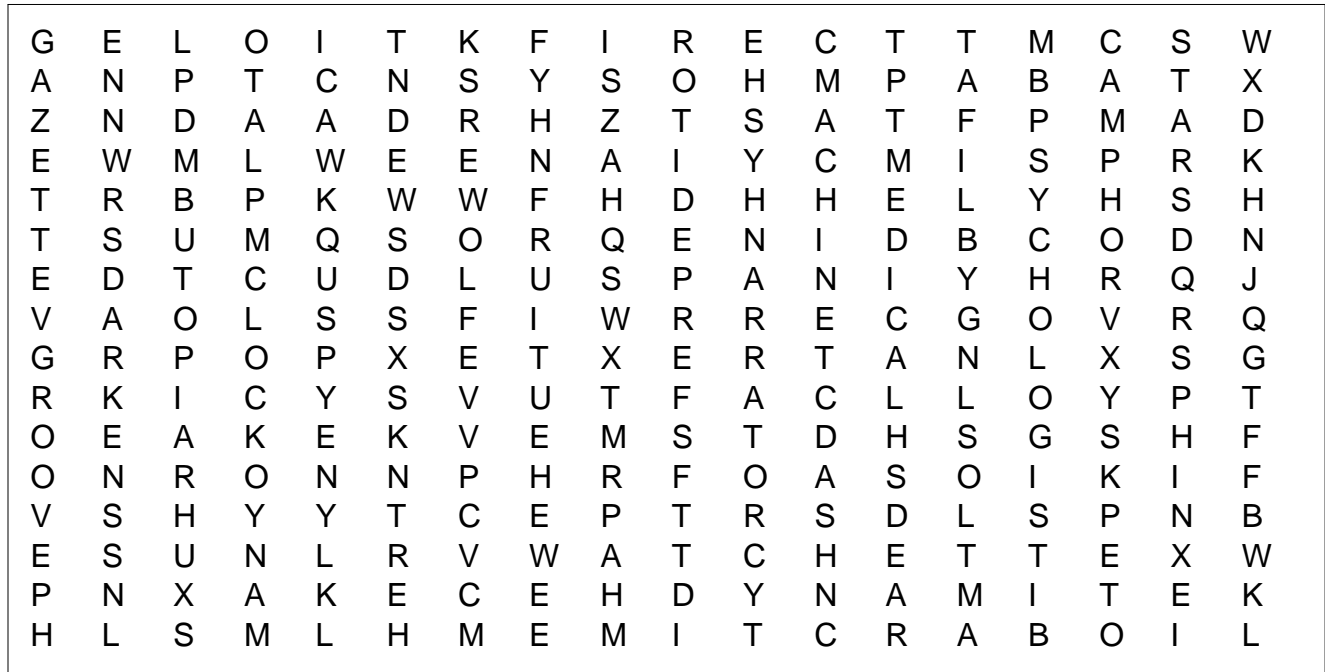 G E L O I T K F I R E C T T M C S W
A N P T C N S Y S O H M P A B A T X
Z N D A A D R H Z T S A T F P M A D
E W M L W E E N A I Y C M I S P R K
T R B P K W W F H D H H E L Y H S H
T S U M Q S O R Q E N I D B C O D N
E D T C U D L U S P A N I Y H R Q J
V A O L S S F I W R R E C G O V R Q
G R P O P X E T X E R T A N L X S G
R K I C Y S V U T F A C L L O Y P T
O E A K E K V E M S T D H S G S H F
O N R O N N P H R F O A S O I K I F
V S H Y Y T C E P T R S D L S P N B
E S U N L R V W A T C H E T T E X W
P N X A K E C E H D Y N A M I T E K
H L S M L H M E M I T C R A B O I L